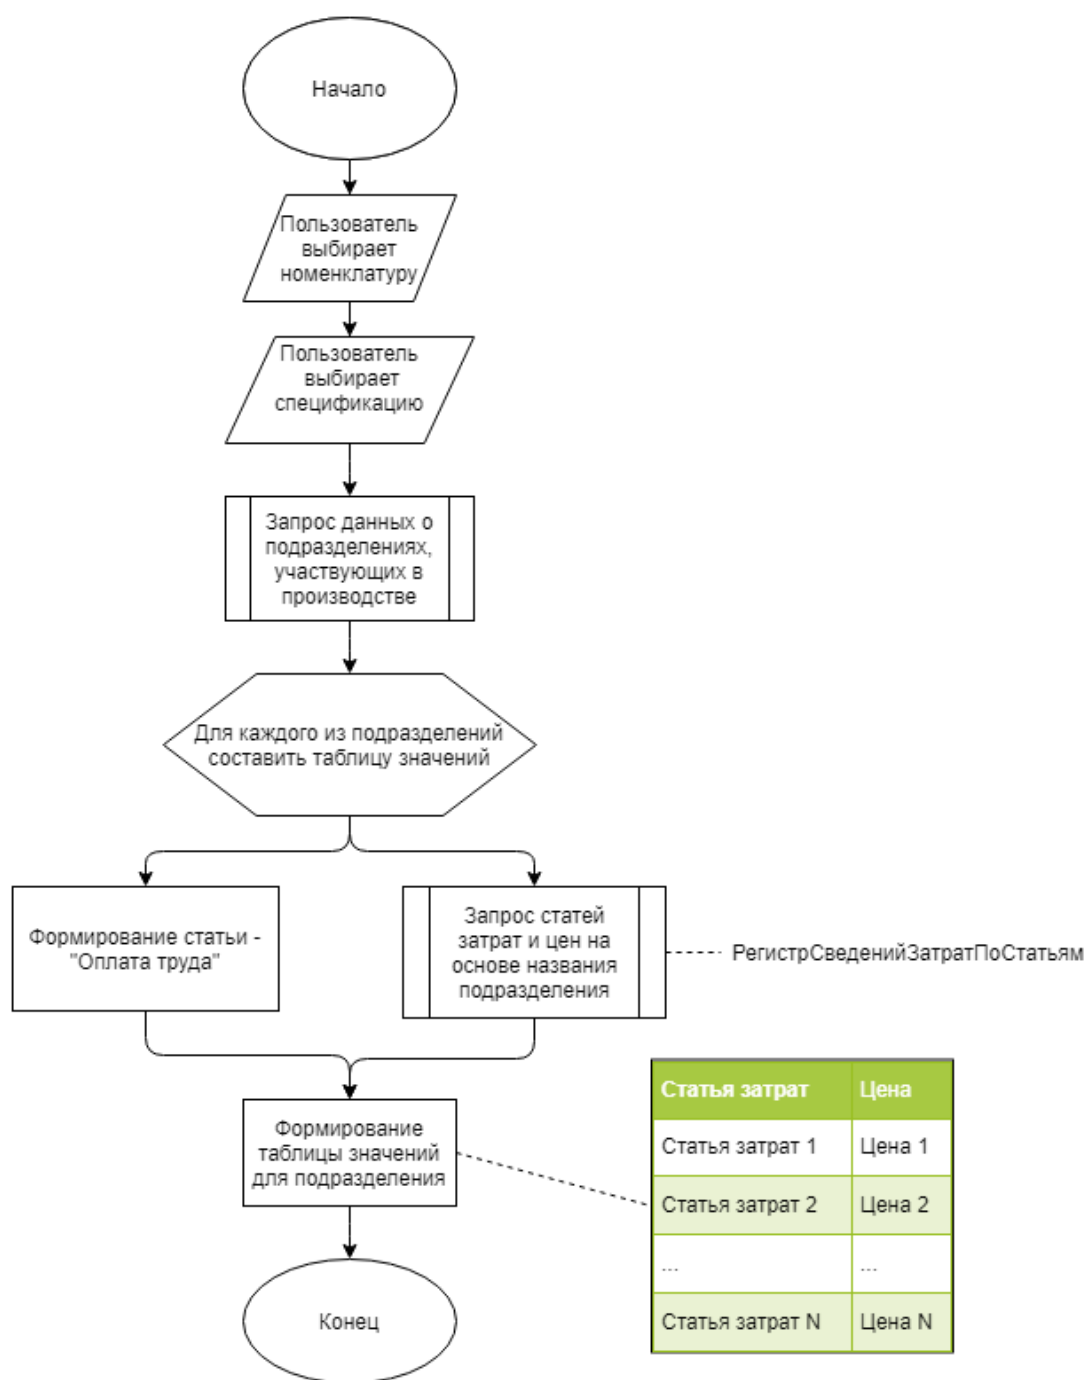 Начало
Пользователь
выбирает
номенклатуру
Пользователь
выбирает
спецификацию
Запрос данных о
подразделениях,
участвующих в
производстве
Для каждого из подразделений
составить таблицу значений
Формирование статьи -
"Оплата труда"
Запрос статей
затрат и цен на
основе названия
подразделения
РегистрСведенийЗатратПоСтатьям
Формирование
таблицы значений
для подразделения
Статья затрат Цена
Статья затрат 1 Цена 1
Статья затрат 2 Цена 2
... ...
Статья затрат N Цена N
Конец